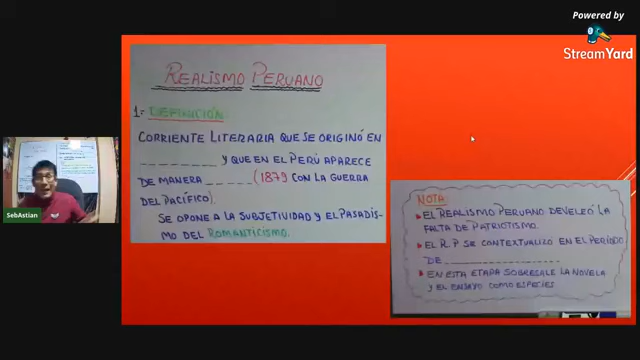 Powered by
StreamYard
REALISMO PERUANO
1= DEFINICIÓN
CORRIENTE LITERARIA QUE SE ORIGINÓ EN
_________ Y QUE EN EL PERÚ APARECE
DE MANERA _____ (1879 CON LA GUERRA
DEL PACÍFICO).
SE OPONE A LA SUBJETIVIDAD Y EL PASADIS-
MO DEL ROMANTICISMO.
SebAstian
NOTA
EL REALISMO PERUANO DEVELEÓ LA
FALTA DE PATRIOTISMO.
EL R.P SE CONTEXTUALIZÓ EN EL PERIODO
DE ______________
EN ESTA ETAPA SOBRESALE LA NOVELA
Y EL ENSAYO COMO ESPECIES